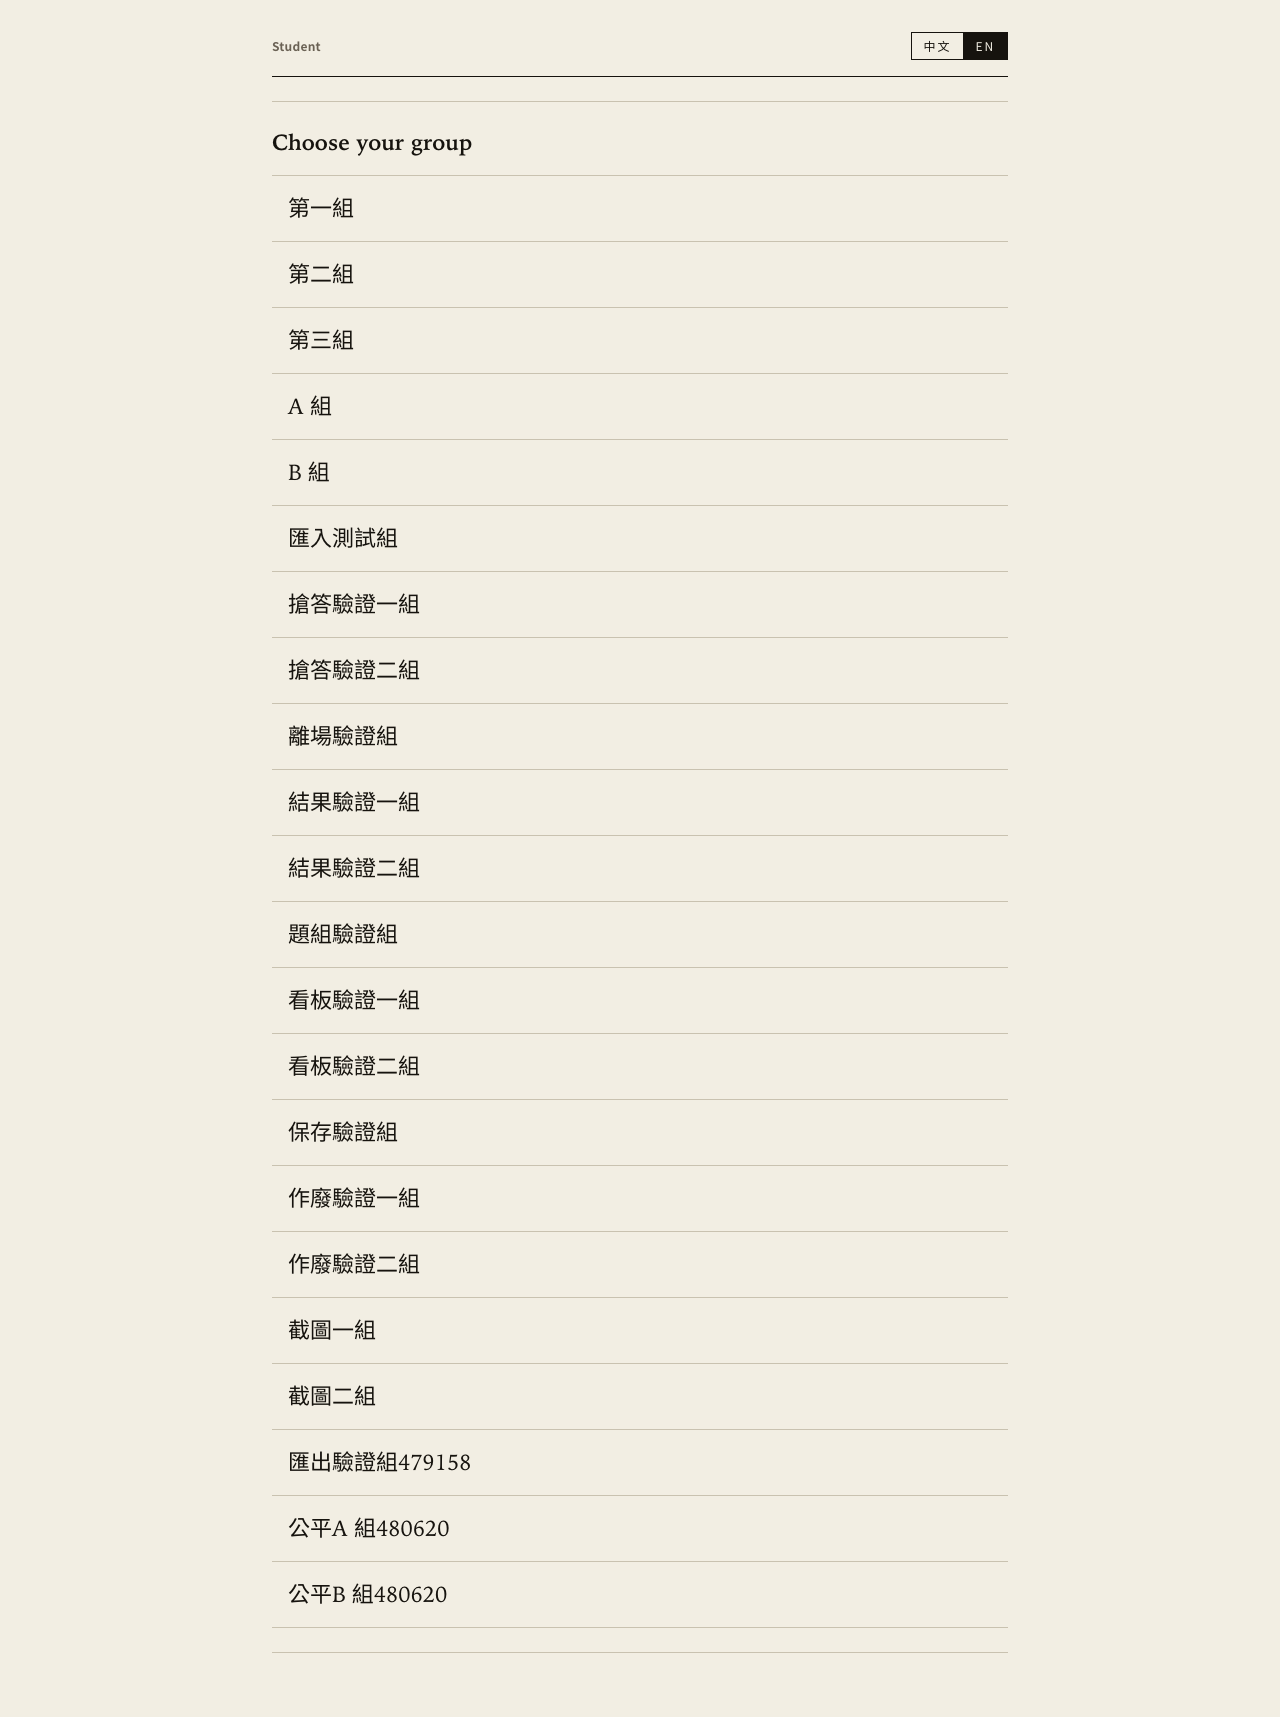 Student
中文 EN
Choose your group
第一組
第二組
第三組
A 組
B 組
匯入測試組
搶答驗證一組
搶答驗證二組
離場驗證組
結果驗證一組
結果驗證二組
題組驗證組
看板驗證一組
看板驗證二組
保存驗證組
作廢驗證一組
作廢驗證二組
截圖一組
截圖二組
匯出驗證組479158
公平A 組480620
公平B 組480620